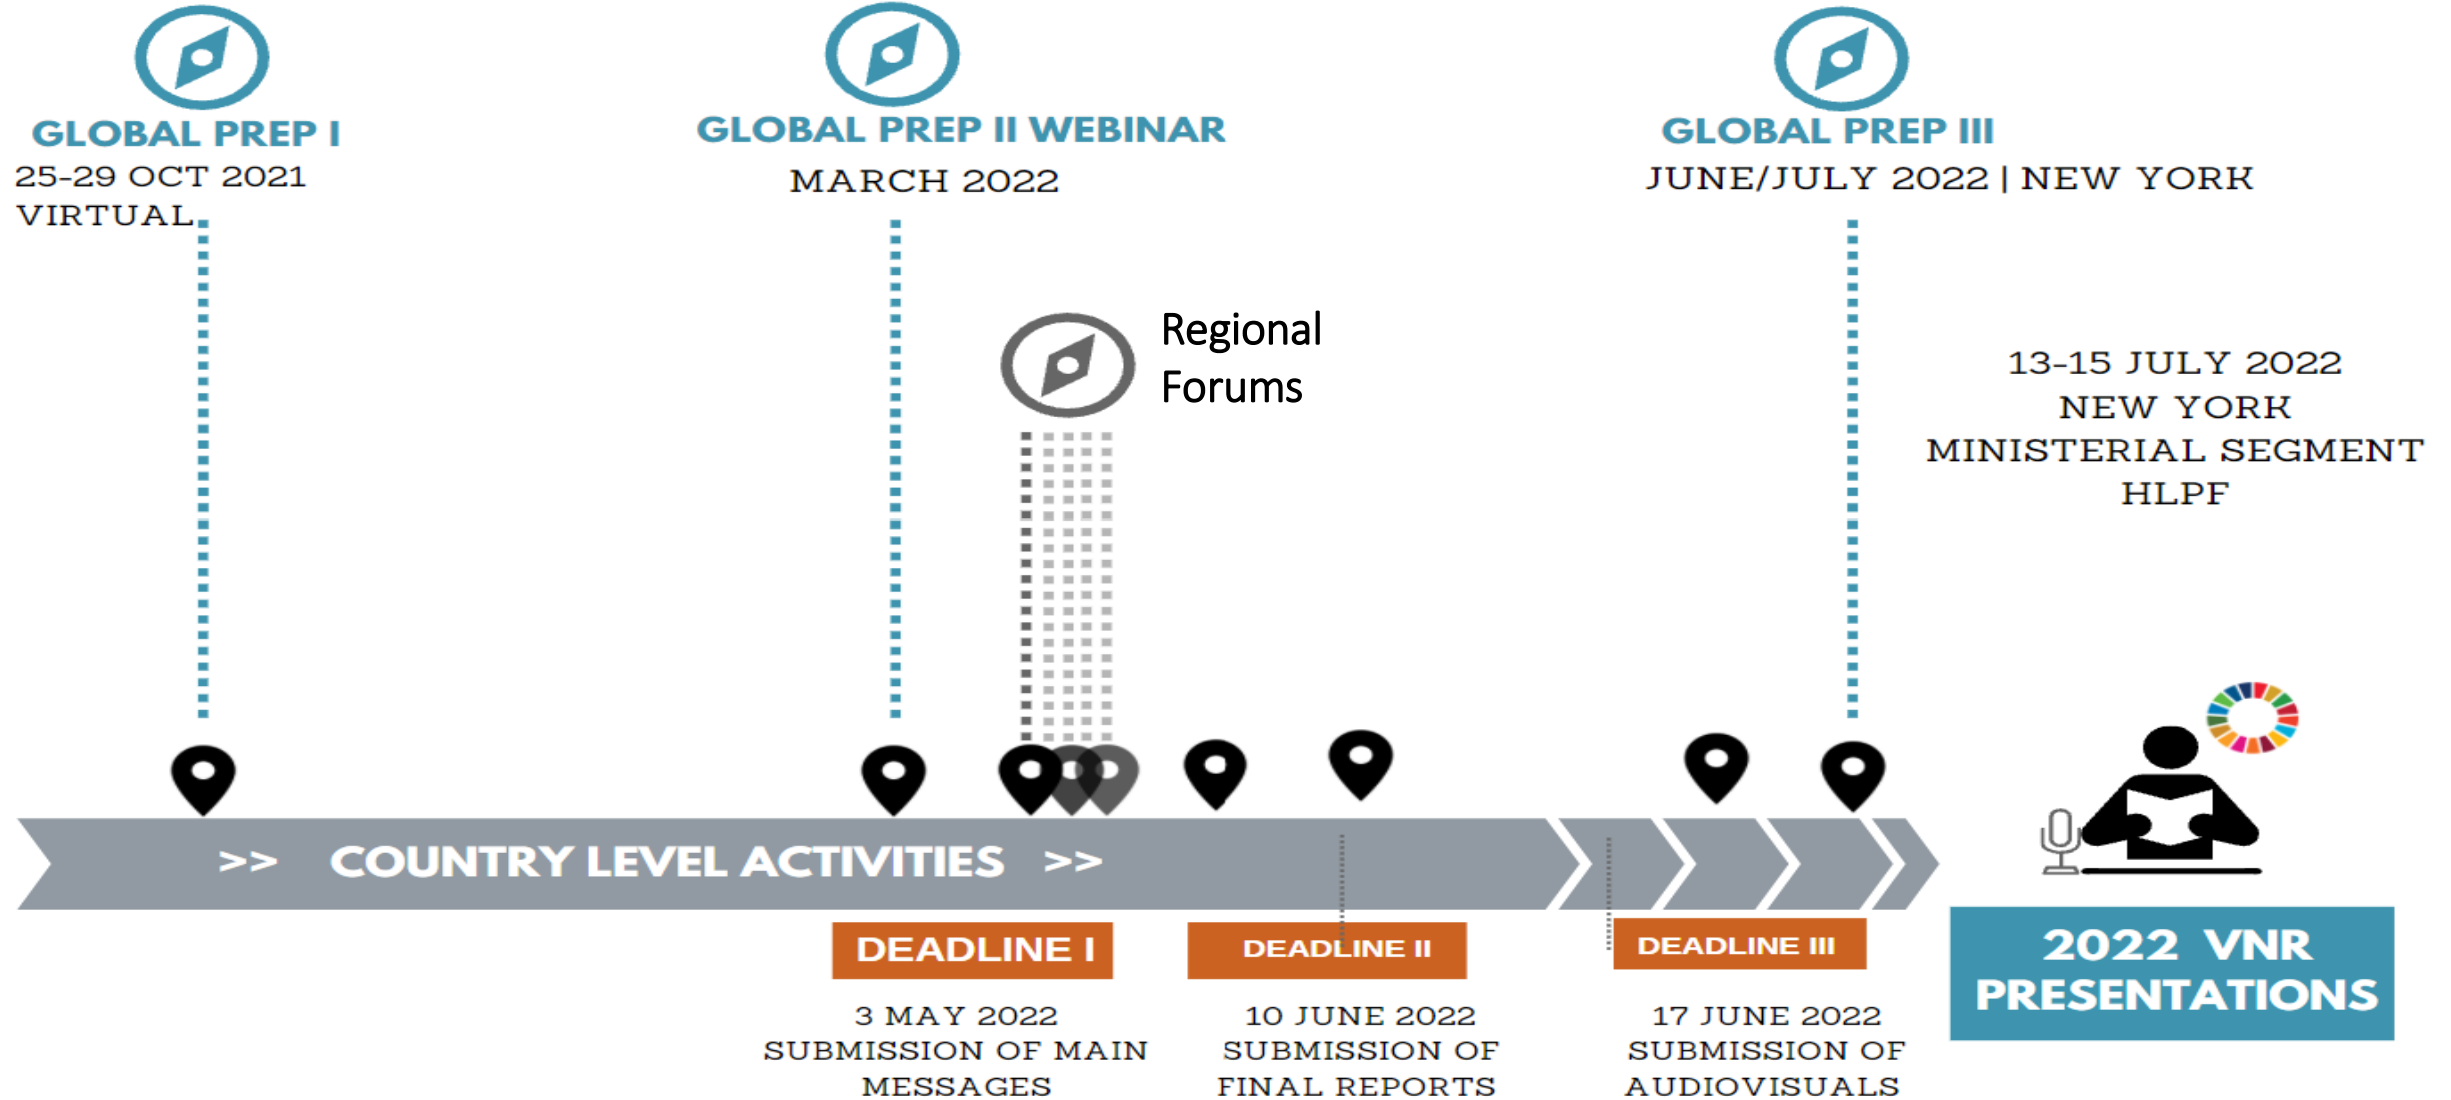 GLOBAL PREP I
25-29 OCT 2021
VIRTUAL
GLOBAL PREP II WEBINAR
MARCH 2022
GLOBAL PREP III
JUNE/JULY 2022 | NEW YORK
Regional
Forums
13-15 JULY 2022
NEW YORK
MINISTERIAL SEGMENT
HLPF
>> COUNTRY LEVEL ACTIVITIES >>
DEADLINE I
3 MAY 2022
SUBMISSION OF MAIN
MESSAGES
DEADLINE II
10 JUNE 2022
SUBMISSION OF
FINAL REPORTS
DEADLINE III
17 JUNE 2022
SUBMISSION OF
AUDIOVISUALS
2022 VNR
PRESENTATIONS